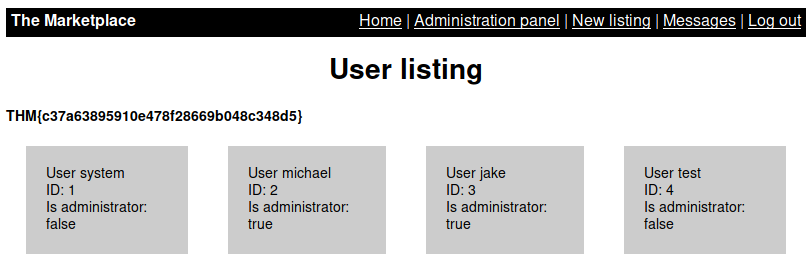 The Marketplace
Home | Administration panel | New listing | Messages | Log out
User listing
THM{c37a63895910e478f28669b048c348d5}
User system
ID: 1
Is administrator:
false
User michael
ID: 2
Is administrator:
true
User jake
ID: 3
Is administrator:
true
User test
ID: 4
Is administrator:
false